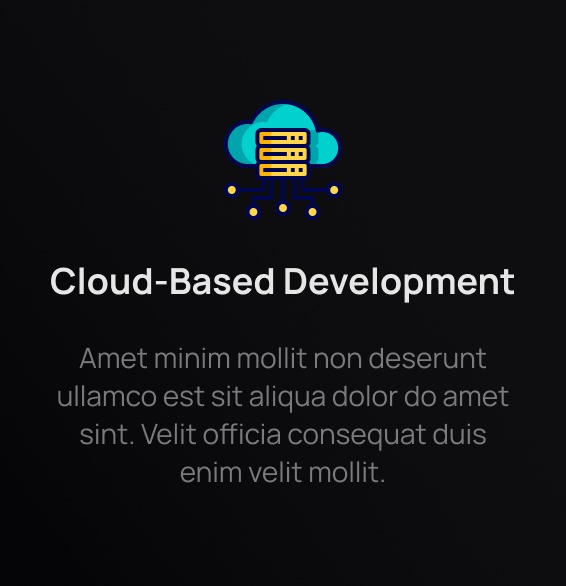 Cloud-Based Development
Amet minim mollit non deserunt
ullamco est sit aliqua dolor do amet
sint. Velit officia consequat duis
enim velit mollit.